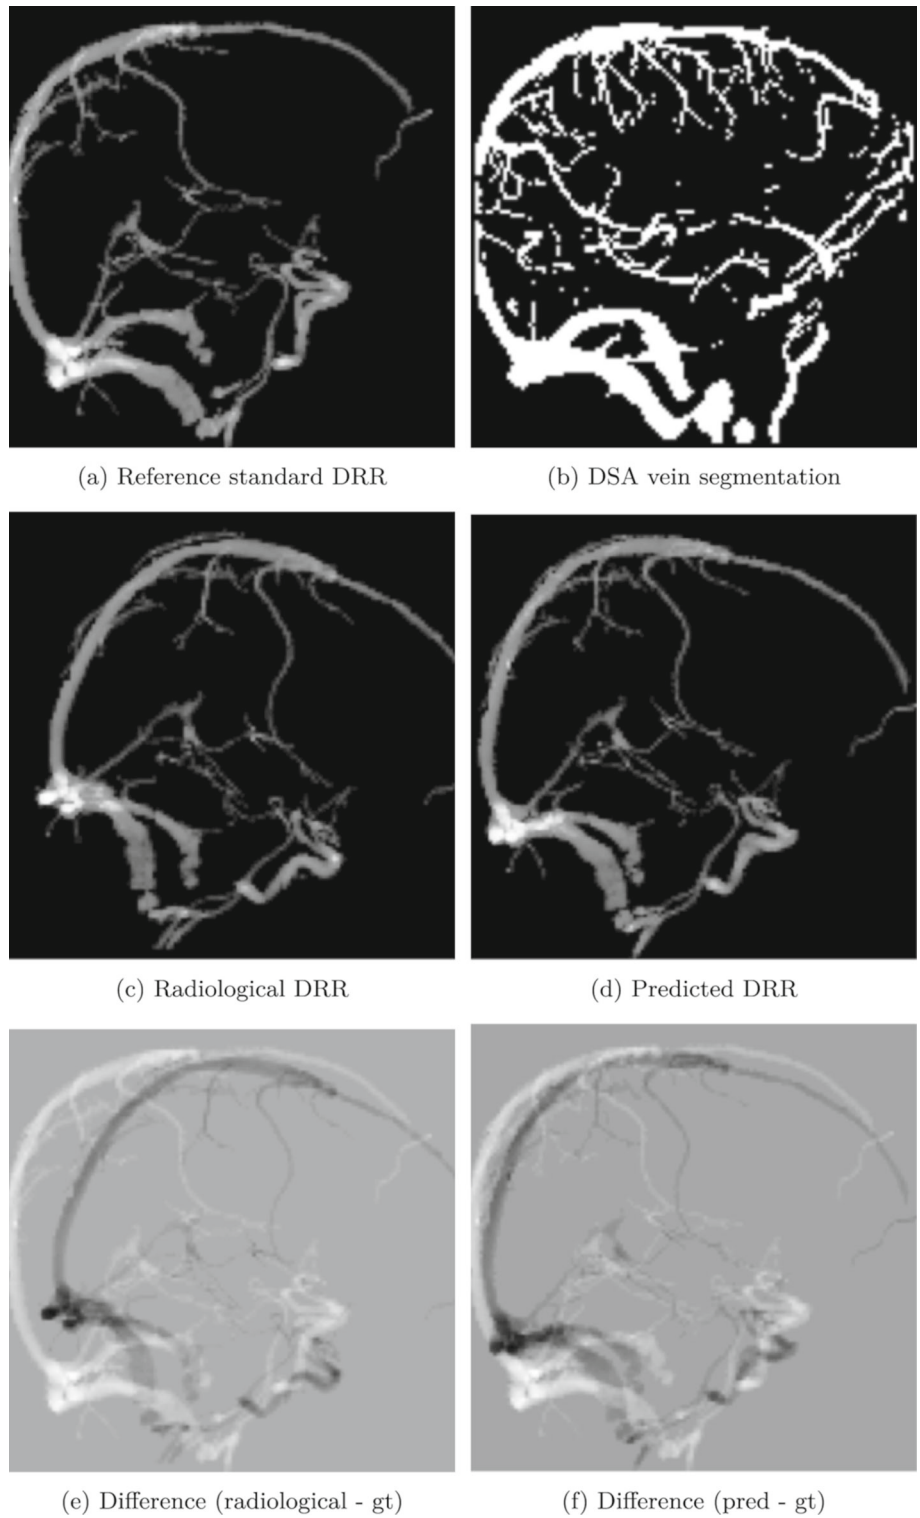 (a) Reference standard DRR
(b) DSA vein segmentation
(c) Radiological DRR
(d) Predicted DRR
(e) Difference (radiological - gt)
(f) Difference (pred - gt)